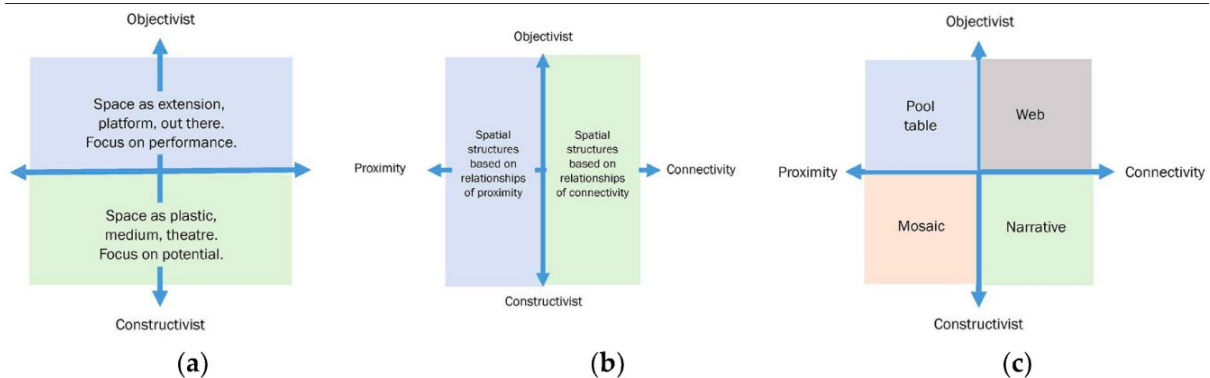 Objectivist
Space as extension,
platform, out there.
Focus on performance.
Space as plastic,
medium, theatre.
Focus on potential.
Constructivist
(a)
Objectivist
Proximity
Spatial
structures
based on
relationships
of proximity
Spatial
structures
based on
relationships
of connectivity
Connectivity
Constructivist
(b)
Objectivist
Pool
table
Web
Proximity
Connectivity
Mosaic
Narrative
Constructivist
(c)